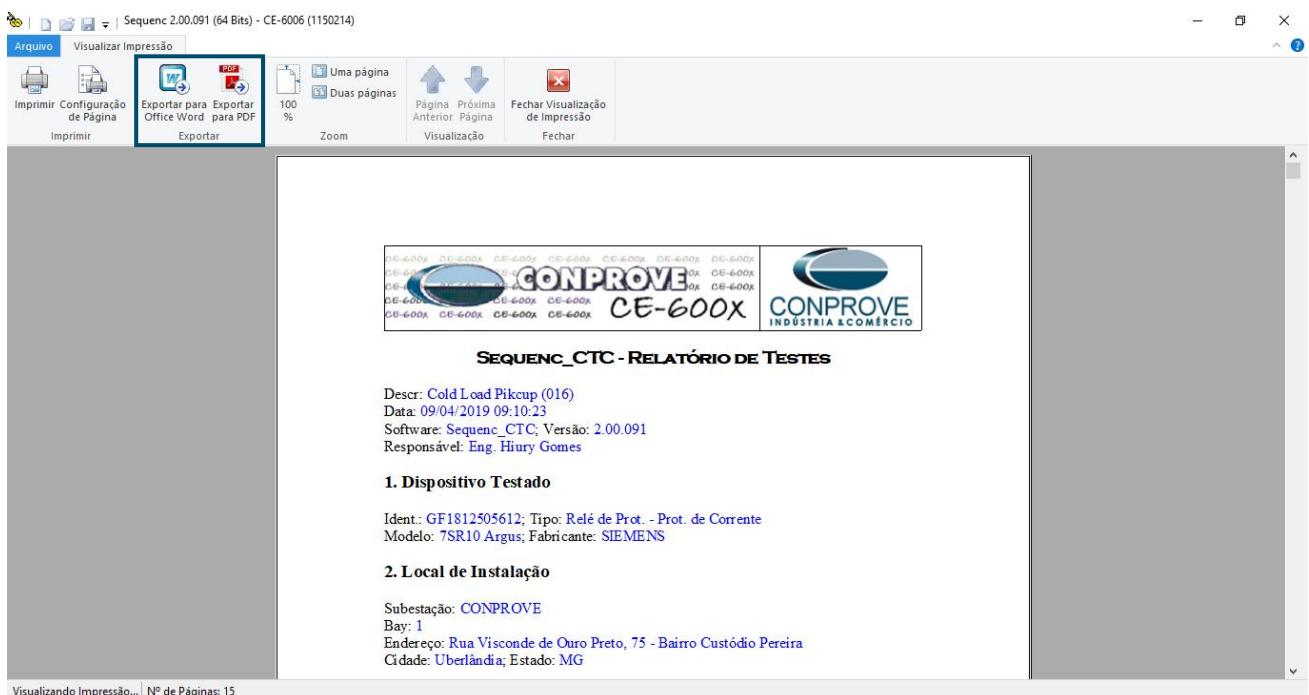 Sequenc 2.00.091 (64 Bits) - CE-6006 (1150214)
Arquivo Visualizar Impressão
Imprimir Configuração de Página
Imprimir
Exportar para Office Word Exportar para PDF
Exportar
100 %
Uma página
Duas páginas
Zoom
Página Anterior Próxima Página
Visualização
Fechar Visualização de Impressão
Fechar
CONPROVE
CE-600X
CONPROVE
INDÚSTRIA & COMÉRCIO
SEQUENC_CTC - RELATÓRIO DE TESTES
Descr: Cold Load Pikcup (016)
Data: 09/04/2019 09:10:23
Software: Sequenc_CTC; Versão: 2.00.091
Responsável: Eng. Hiury Gomes
1. Dispositivo Testado
Ident.: GF1812505612; Tipo: Relé de Prot. - Prot. de Corrente
Modelo: 7SR10 Argus; Fabricante: SIEMENS
2. Local de Instalação
Subestação: CONPROVE
Bay: 1
Endereço: Rua Visconde de Ouro Preto, 75 - Bairro Custódio Pereira
Cidade: Uberlândia; Estado: MG
Visualizando Impressão... Nº de Páginas: 15